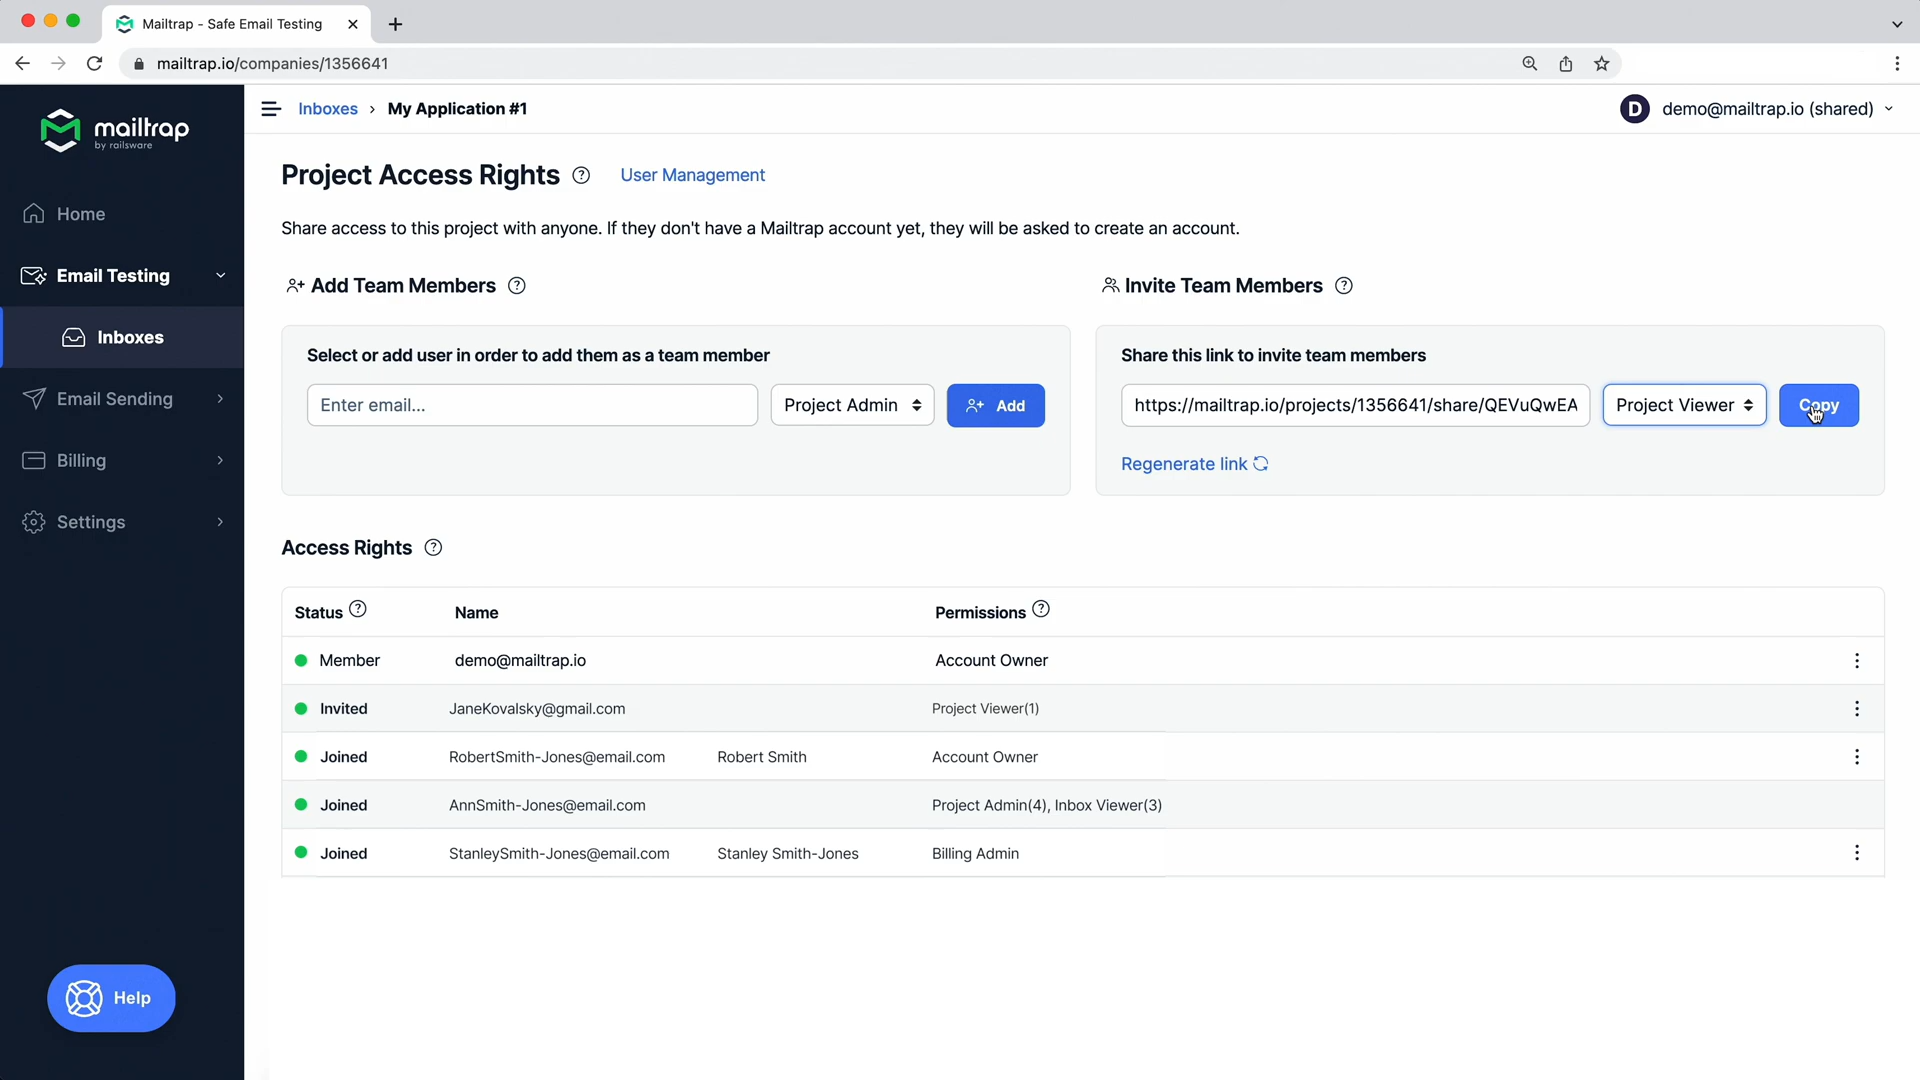 Mailtrap - Safe Email Testing
mailtrap.io/companies/1356641
mailtrap
by railsware
Inboxes › My Application #1
D demo@mailtrap.io (shared)
Home
Email Testing
Inboxes
Email Sending
Billing
Settings
Help
Project Access Rights ? User Management
Share access to this project with anyone. If they don't have a Mailtrap account yet, they will be asked to create an account.
Add Team Members ?
Select or add user in order to add them as a team member
Enter email... Project Admin Add
Invite Team Members ?
Share this link to invite team members
https://mailtrap.io/projects/1356641/share/QEVuQwEA Project Viewer Copy
Regenerate link
Access Rights ?
Status ? Name Permissions ?
Member demo@mailtrap.io Account Owner
Invited JaneKovalsky@gmail.com Project Viewer(1)
Joined RobertSmith-Jones@email.com Robert Smith Account Owner
Joined AnnSmith-Jones@email.com Project Admin(4), Inbox Viewer(3)
Joined StanleySmith-Jones@email.com Stanley Smith-Jones Billing Admin